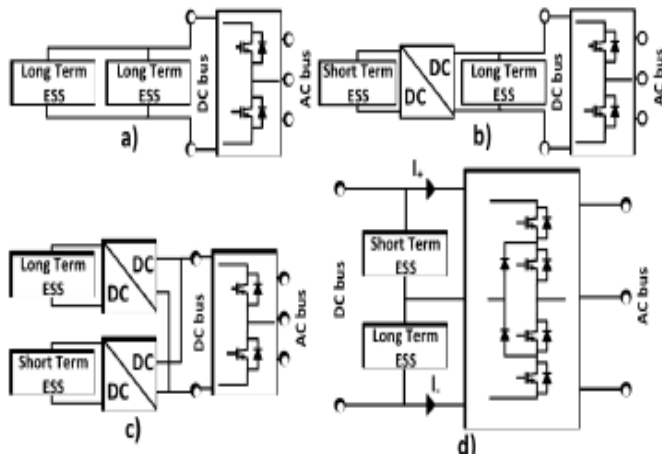 Long Term
ESS
Long Term
ESS
DC bus
AC bus
a)
Short Term
ESS
DC
DC
Long Term
ESS
DC bus
AC bus
b)
Long Term
ESS
DC
DC
Short Term
ESS
DC
DC
DC bus
AC bus
c)
I+
Short Term
ESS
DC bus
Long Term
ESS
I-
AC bus
d)